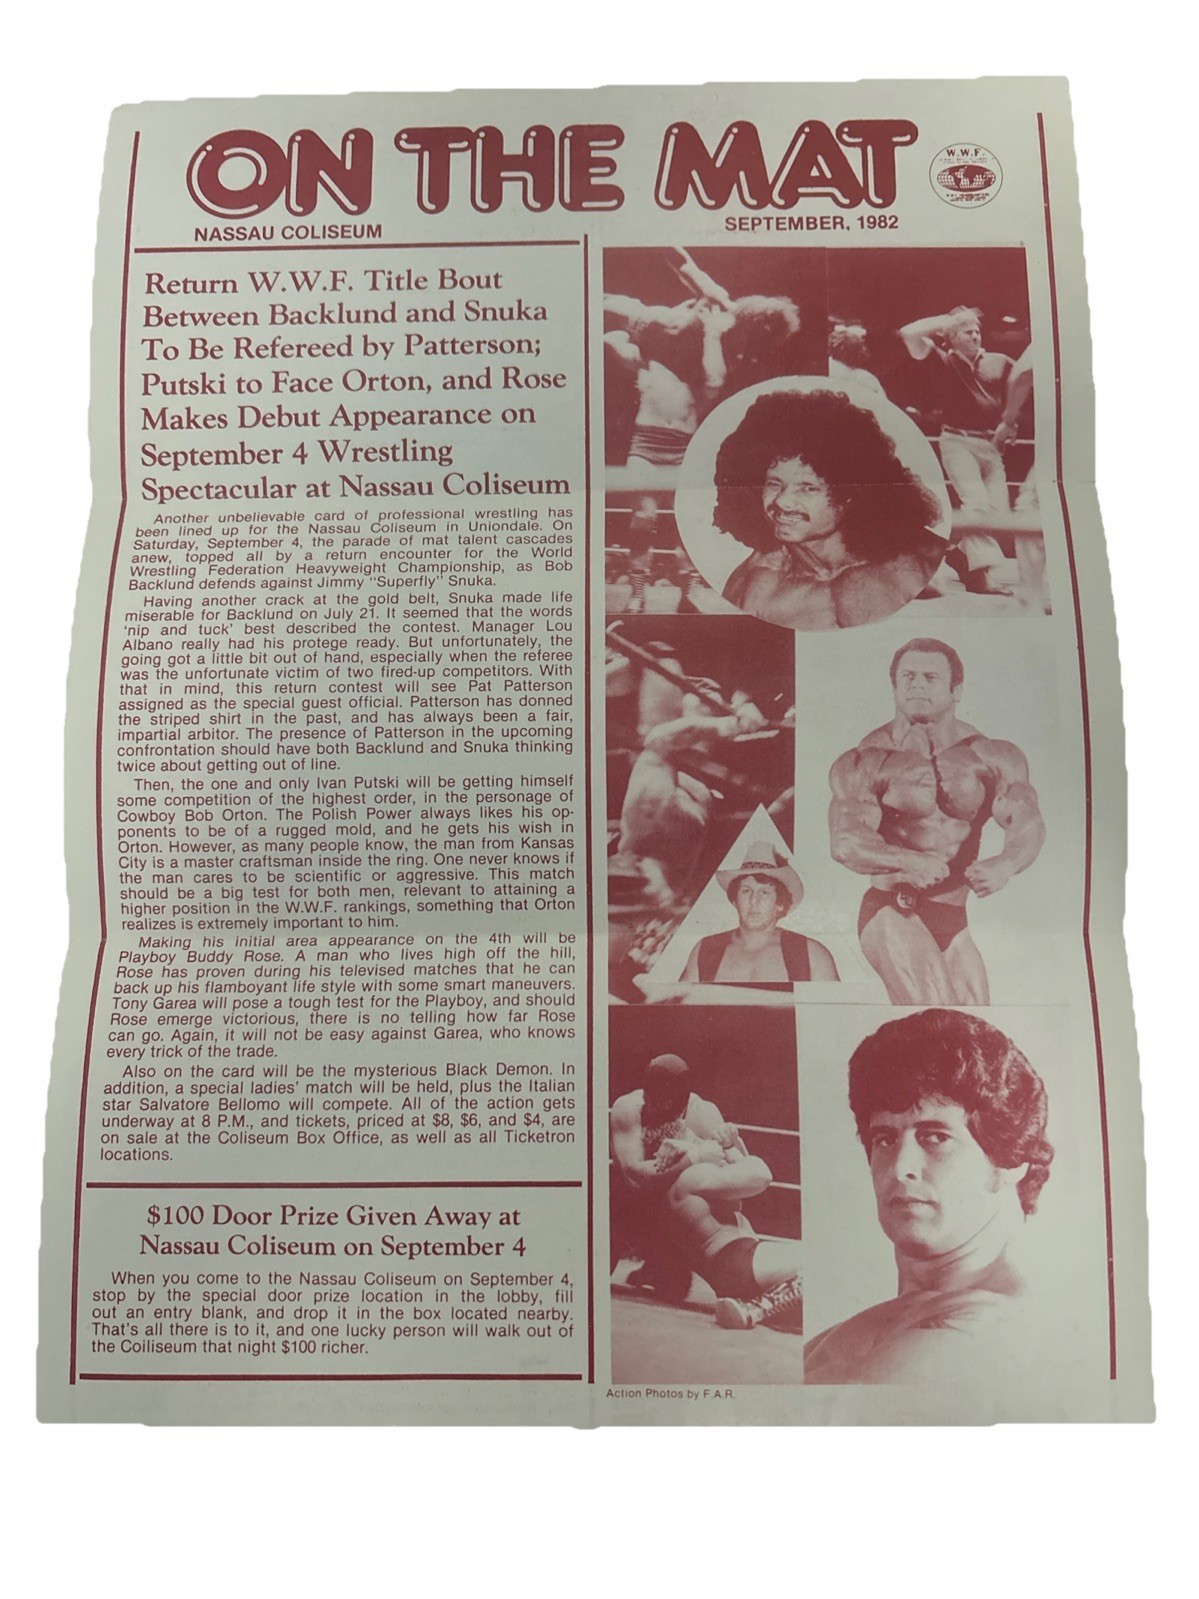 ON THE MAT
W.W.F.
NASSAU COLISEUM
SEPTEMBER, 1982
Return W.W.F. Title Bout
Between Backlund and Snuka
To Be Refereed by Patterson;
Putski to Face Orton, and Rose
Makes Debut Appearance on
September 4 Wrestling
Spectacular at Nassau Coliseum
Another unbelievable card of professional wrestling has
been lined up for the Nassau Coliseum in Uniondale. On
Saturday, September 4, the parade of mat talent cascades
anew, topped all by a return encounter for the World
Wrestling Federation Heavyweight Championship, as Bob
Backlund defends against Jimmy "Superfly" Snuka.
Having another crack at the gold belt, Snuka made life
miserable for Backlund on July 21. It seemed that the words
'nip and tuck' best described the contest. Manager Lou
Albano really had his protege ready. But unfortunately, the
going got a little bit out of hand, especially when the referee
was the unfortunate victim of two fired-up competitors. With
that in mind, this return contest will see Pat Patterson
assigned as the special guest official. Patterson has donned
the striped shirt in the past, and has always been a fair,
impartial arbitor. The presence of Patterson in the upcoming
confrontation should have both Backlund and Snuka thinking
twice about getting out of line.
Then, the one and only Ivan Putski will be getting himself
some competition of the highest order, in the personage of
Cowboy Bob Orton. The Polish Power always likes his op-
ponents to be of a rugged mold, and he gets his wish in
Orton. However, as many people know, the man from Kansas
City is a master craftsman inside the ring. One never knows if
the man cares to be scientific or aggressive. This match
should be a big test for both men, relevant to attaining a
higher position in the W.W.F. rankings, something that Orton
realizes is extremely important to him.
Making his initial area appearance on the 4th will be
Playboy Buddy Rose. A man who lives high off the hill,
Rose has proven during his televised matches that he can
back up his flamboyant life style with some smart maneuvers.
Tony Garea will pose a tough test for the Playboy, and should
Rose emerge victorious, there is no telling how far Rose
can go. Again, it will not be easy against Garea, who knows
every trick of the trade.
Also on the card will be the mysterious Black Demon. In
addition, a special ladies' match will be held, plus the Italian
star Salvatore Bellomo will compete. All of the action gets
underway at 8 P.M., and tickets, priced at $8, $6, and $4, are
on sale at the Coliseum Box Office, as well as all Ticketron
locations.
$100 Door Prize Given Away at
Nassau Coliseum on September 4
When you come to the Nassau Coliseum on September 4,
stop by the special door prize location in the lobby, fill
out an entry blank, and drop it in the box located nearby.
That's all there is to it, and one lucky person will walk out of
the Coiliseum that night $100 richer.
Action Photos by F.A.R.